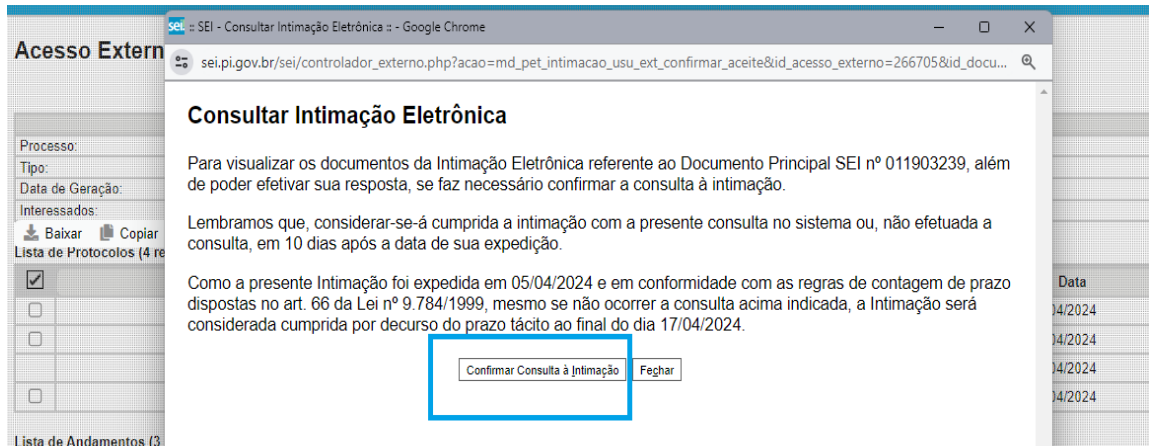 sei. :: SEI - Consultar Intimação Eletrônica :: - Google Chrome
Acesso Extern
sei.pi.gov.br/sei/controlador_externo.php?acao=md_pet_intimacao_usu_ext_confirmar_aceite&id_acesso_externo=266705&id_docu...
Consultar Intimação Eletrônica
Processo:
Tipo:
Data de Geração:
Interessados:
Baixar Copiar
Lista de Protocolos (4 re
Para visualizar os documentos da Intimação Eletrônica referente ao Documento Principal SEI nº 011903239, além
de poder efetivar sua resposta, se faz necessário confirmar a consulta à intimação.
Lembramos que, considerar-se-á cumprida a intimação com a presente consulta no sistema ou, não efetuada a
consulta, em 10 dias após a data de sua expedição.
Como a presente Intimação foi expedida em 05/04/2024 e em conformidade com as regras de contagem de prazo
dispostas no art. 66 da Lei nº 9.784/1999, mesmo se não ocorrer a consulta acima indicada, a Intimação será
considerada cumprida por decurso do prazo tácito ao final do dia 17/04/2024.
Confirmar Consulta à Intimação Fechar
Data
04/2024
04/2024
04/2024
04/2024
Lista de Andamentos (3